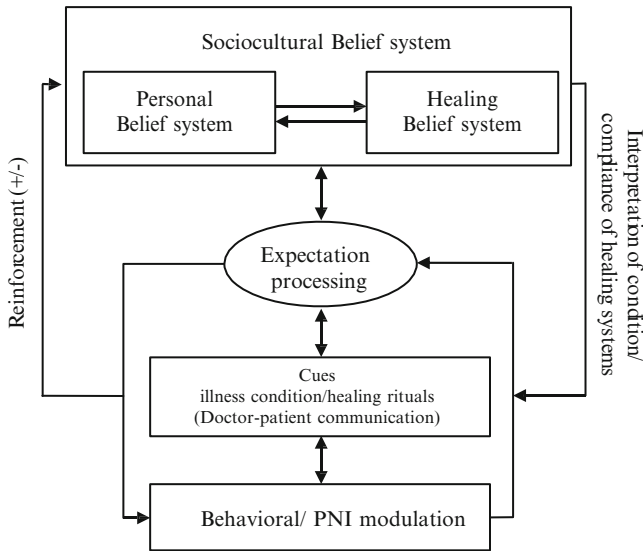 Sociocultural Belief system
Personal
Belief system
Healing
Belief system
Reinforcement (+/-)
Interpretation of condition/
compliance of healing systems
Expectation
processing
Cues
illness condition/healing rituals
(Doctor-patient communication)
Behavioral/ PNI modulation